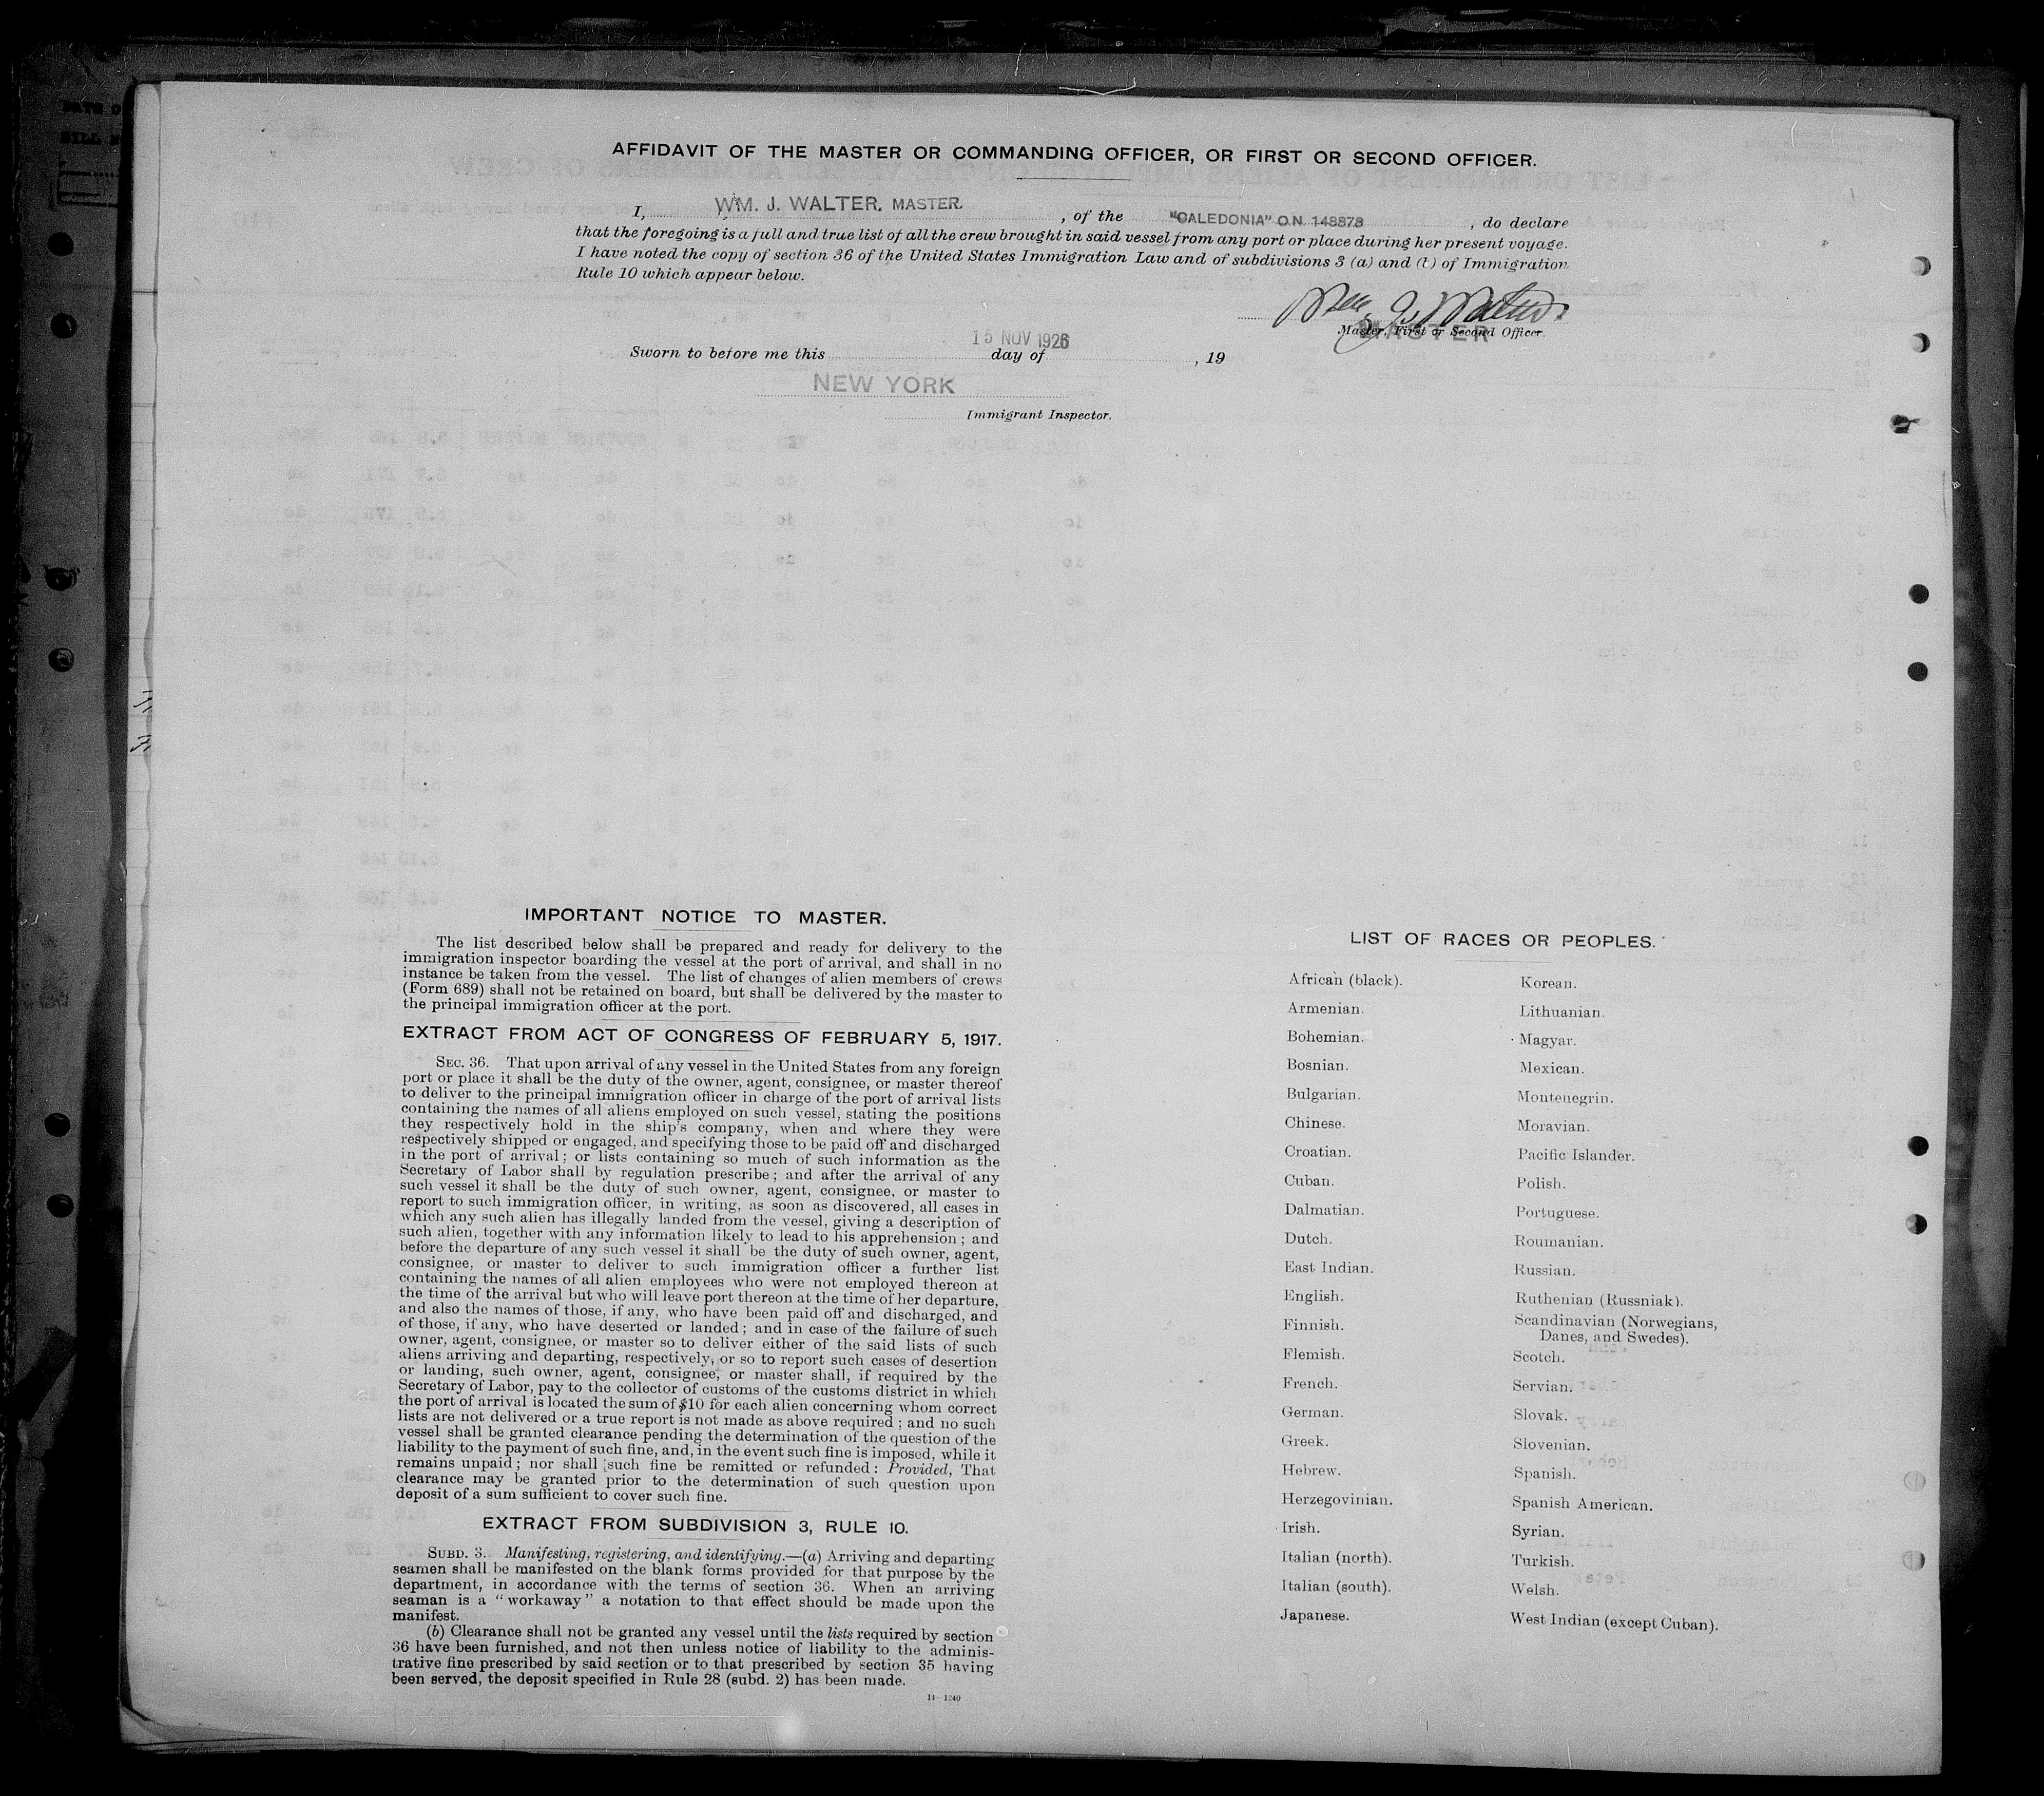 AFFIDAVIT OF THE MASTER OR COMMANDING OFFICER, OR FIRST OR SECOND OFFICER.
I, WM. J. WALTER, MASTER. , of the "CALEDONIA" O.N. 148878 , do declare
that the foregoing is a full and true list of all the crew brought in said vessel from any port or place during her present voyage.
I have noted the copy of section 36 of the United States Immigration Law and of subdivisions 3 (a) and (b) of Immigration
Rule 10 which appear below.
Wm. J. Walter
MASTER
Master, First or Second Officer.
15 NOV 1926
Sworn to before me this day of , 19
NEW YORK
Immigrant Inspector.
IMPORTANT NOTICE TO MASTER.
The list described below shall be prepared and ready for delivery to the
immigration inspector boarding the vessel at the port of arrival, and shall in no
instance be taken from the vessel. The list of changes of alien members of crews
(Form 689) shall not be retained on board, but shall be delivered by the master to
the principal immigration officer at the port.
EXTRACT FROM ACT OF CONGRESS OF FEBRUARY 5, 1917.
SEC. 36. That upon arrival of any vessel in the United States from any foreign
port or place it shall be the duty of the owner, agent, consignee, or master thereof
to deliver to the principal immigration officer in charge of the port of arrival lists
containing the names of all aliens employed on such vessel, stating the positions
they respectively hold in the ship's company, when and where they were
respectively shipped or engaged, and specifying those to be paid off and discharged
in the port of arrival; or lists containing so much of such information as the
Secretary of Labor shall by regulation prescribe; and after the arrival of any
such vessel it shall be the duty of such owner, agent, consignee, or master to
report to such immigration officer, in writing, as soon as discovered, all cases in
which any such alien has illegally landed from the vessel, giving a description of
such alien, together with any information likely to lead to his apprehension; and
before the departure of any such vessel it shall be the duty of such owner, agent,
consignee, or master to deliver to such immigration officer a further list
containing the names of all alien employees who were not employed thereon at
the time of the arrival but who will leave port thereon at the time of her departure,
and also the names of those, if any, who have been paid off and discharged, and
of those, if any, who have deserted or landed; and in case of the failure of such
owner, agent, consignee, or master so to deliver either of the said lists of such
aliens arriving and departing, respectively, or so to report such cases of desertion
or landing, such owner, agent, consignee, or master shall, if required by the
Secretary of Labor, pay to the collector of customs of the customs district in which
the port of arrival is located the sum of $10 for each alien concerning whom correct
lists are not delivered or a true report is not made as above required; and no such
vessel shall be granted clearance pending the determination of the question of the
liability to the payment of such fine, and, in the event such fine is imposed, while it
remains unpaid; nor shall such fine be remitted or refunded: Provided, That
clearance may be granted prior to the determination of such question upon
deposit of a sum sufficient to cover such fine.
EXTRACT FROM SUBDIVISION 3, RULE 10.
SUBD. 3. Manifesting, registering, and identifying.—(a) Arriving and departing
seamen shall be manifested on the blank forms provided for that purpose by the
department, in accordance with the terms of section 36. When an arriving
seaman is a "workaway" a notation to that effect should be made upon the
manifest.
(b) Clearance shall not be granted any vessel until the lists required by section
36 have been furnished, and not then unless notice of liability to the adminis-
trative fine prescribed by said section or to that prescribed by section 35 having
been served, the deposit specified in Rule 28 (subd. 2) has been made.
14—1240
LIST OF RACES OR PEOPLES.
African (black).
Armenian.
Bohemian.
Bosnian.
Bulgarian.
Chinese.
Croatian.
Cuban.
Dalmatian.
Dutch.
East Indian.
English.
Finnish.
Flemish.
French.
German.
Greek.
Hebrew.
Herzegovinian.
Irish.
Italian (north).
Italian (south).
Japanese.
Korean.
Lithuanian.
Magyar.
Mexican.
Montenegrin.
Moravian.
Pacific Islander.
Polish.
Portuguese.
Roumanian.
Russian.
Ruthenian (Russniak).
Scandinavian (Norwegians,
Danes, and Swedes).
Scotch.
Servian.
Slovak.
Slovenian.
Spanish.
Spanish American.
Syrian.
Turkish.
Welsh.
West Indian (except Cuban).